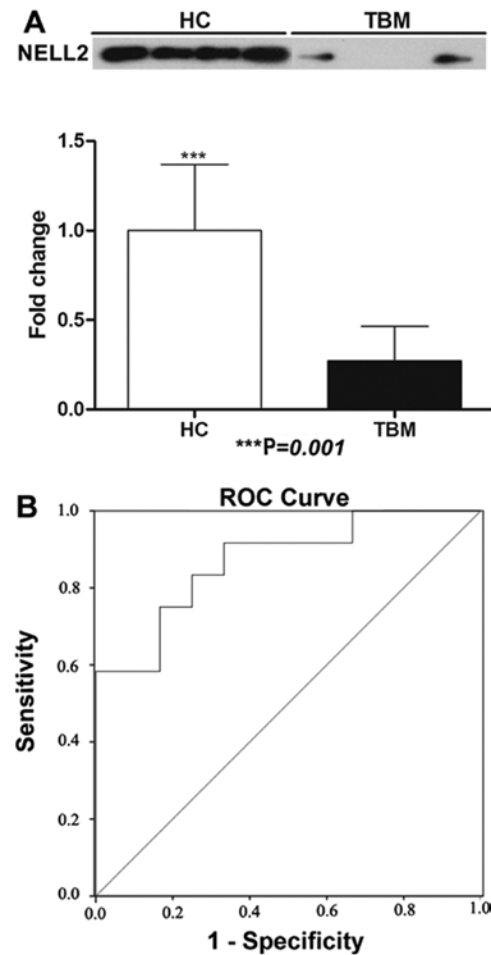 A
HC TBM
NELL2
1.5
***
1.0
Fold change
0.5
0.0
HC TBM
***P=0.001
B
ROC Curve
1.0
0.8
0.6
Sensitivity
0.4
0.2
0.0
0.0 0.2 0.4 0.6 0.8 1.0
1 - Specificity